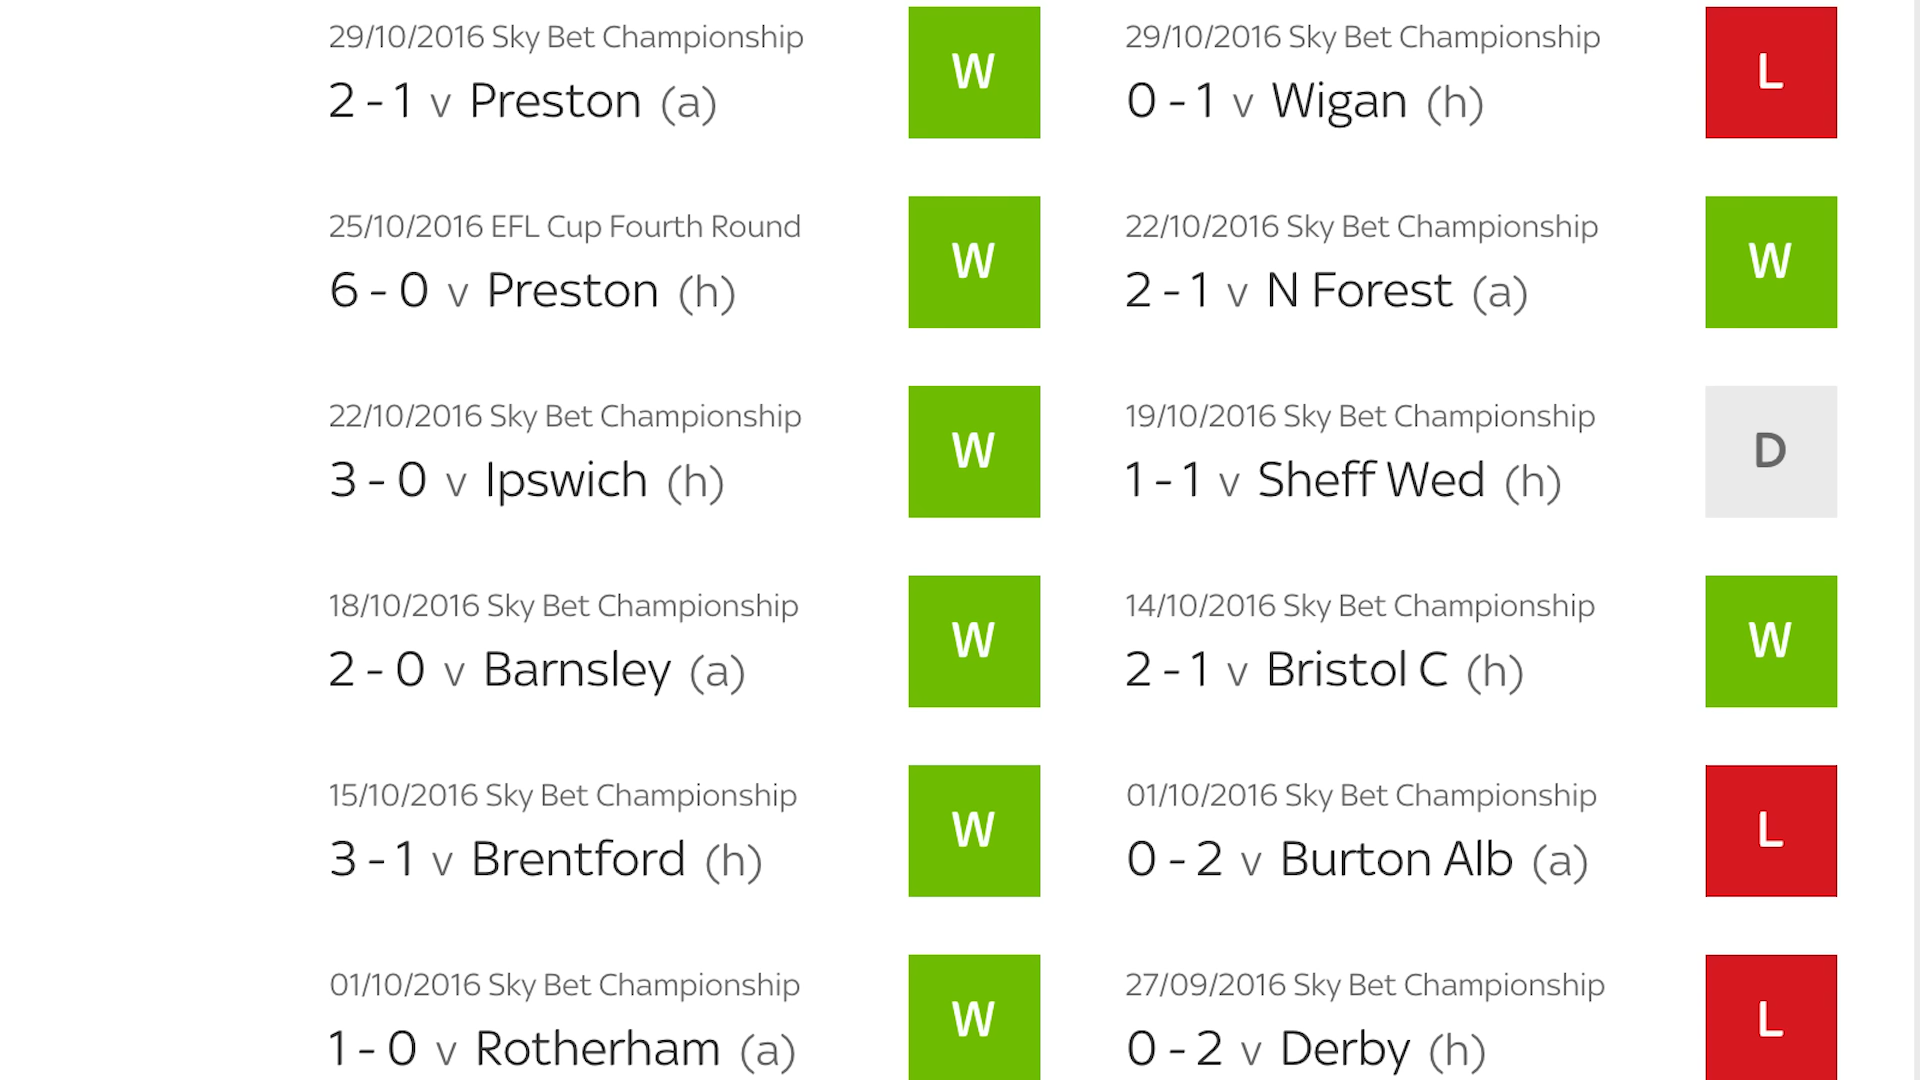 29/10/2016 Sky Bet Championship
2 - 1 v Preston (a)
W
25/10/2016 EFL Cup Fourth Round
6 - 0 v Preston (h)
W
22/10/2016 Sky Bet Championship
3 - 0 v Ipswich (h)
W
18/10/2016 Sky Bet Championship
2 - 0 v Barnsley (a)
W
15/10/2016 Sky Bet Championship
3 - 1 v Brentford (h)
W
01/10/2016 Sky Bet Championship
1 - 0 v Rotherham (a)
W
29/10/2016 Sky Bet Championship
0 - 1 v Wigan (h)
L
22/10/2016 Sky Bet Championship
2 - 1 v N Forest (a)
W
19/10/2016 Sky Bet Championship
1 - 1 v Sheff Wed (h)
D
14/10/2016 Sky Bet Championship
2 - 1 v Bristol C (h)
W
01/10/2016 Sky Bet Championship
0 - 2 v Burton Alb (a)
L
27/09/2016 Sky Bet Championship
0 - 2 v Derby (h)
L